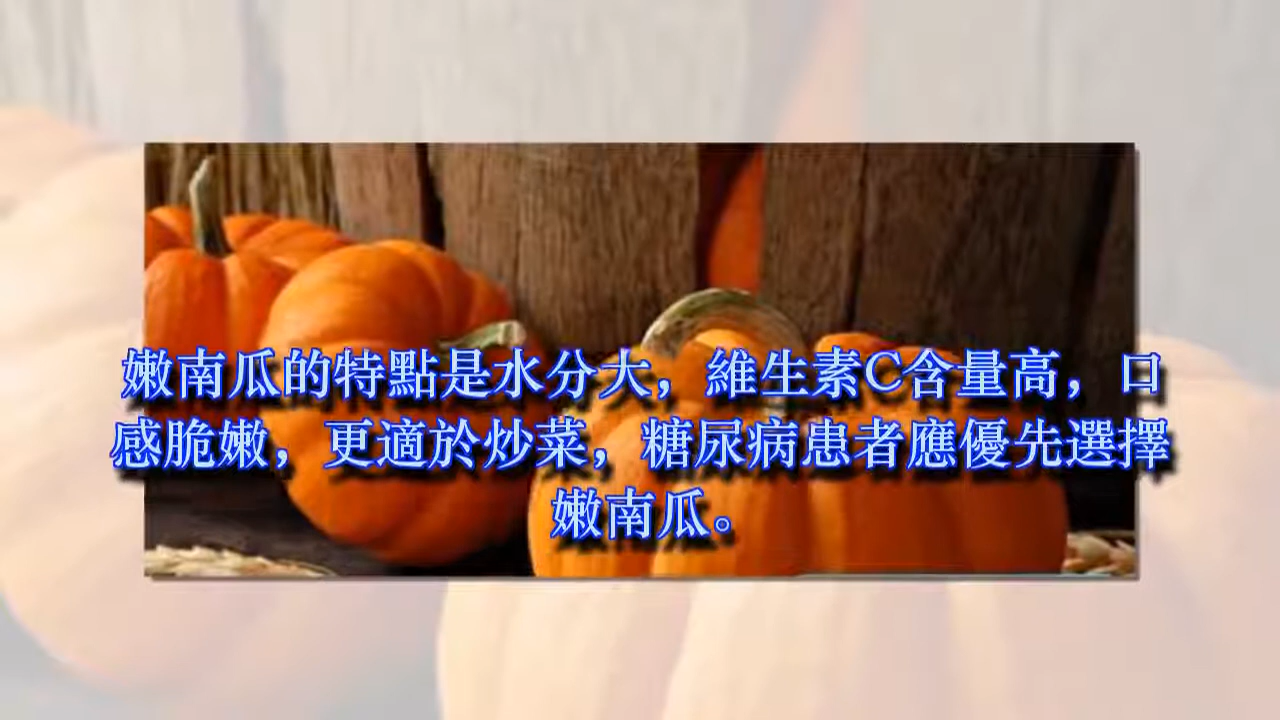 嫩南瓜的特點是水分大，維生素C含量高，口
感脆嫩，更適於炒菜，糖尿病患者應優先選擇
嫩南瓜。